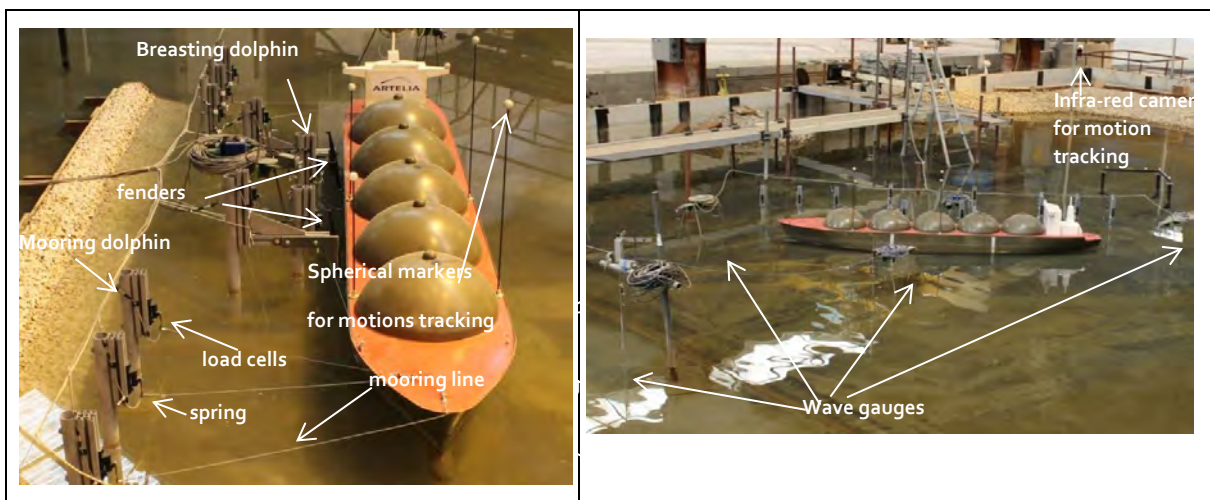 Breasting dolphin
ARTELIA
fenders
Mooring dolphin
Spherical markers
for motions tracking
load cells
mooring line
spring
Infra-red camer
for motion
tracking
Wave gauges